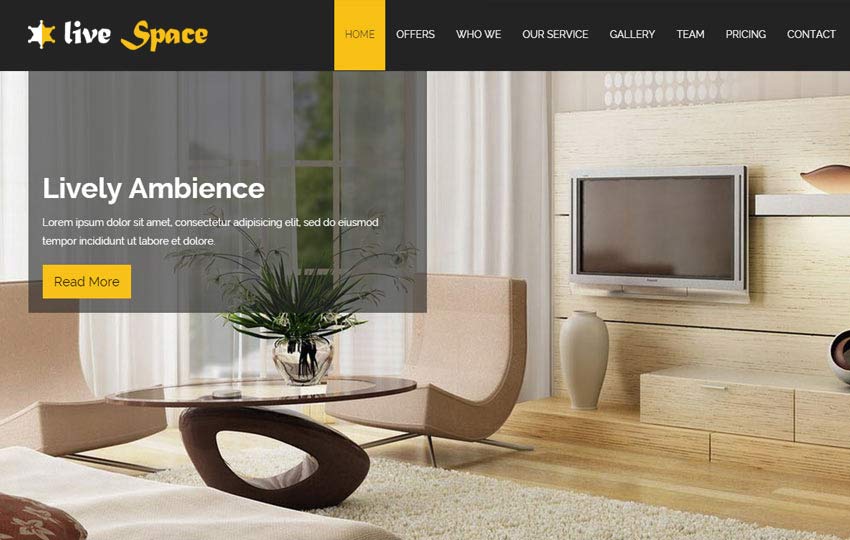 live Space
HOME OFFERS WHO WE OUR SERVICE GALLERY TEAM PRICING CONTACT
Lively Ambience
Lorem ipsum dolor sit amet, consectetur adipisicing elit, sed do eiusmod
tempor incididunt ut labore et dolore.
Read More